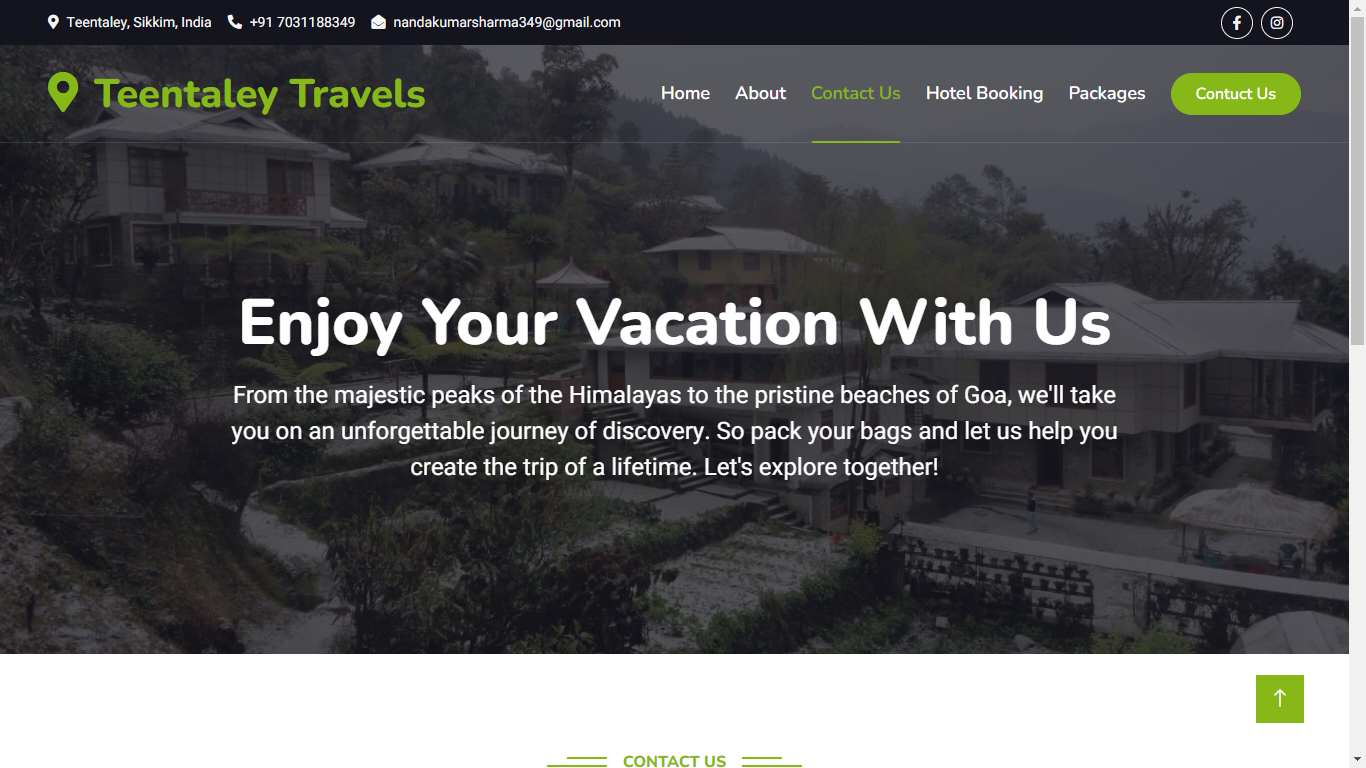 Teentaley, Sikkim, India +91 7031188349 nandakumarsharma349@gmail.com
Teentaley Travels
Home About Contact Us Hotel Booking Packages Contuct Us
Enjoy Your Vacation With Us
From the majestic peaks of the Himalayas to the pristine beaches of Goa, we'll take
you on an unforgettable journey of discovery. So pack your bags and let us help you
create the trip of a lifetime. Let's explore together!
CONTACT US